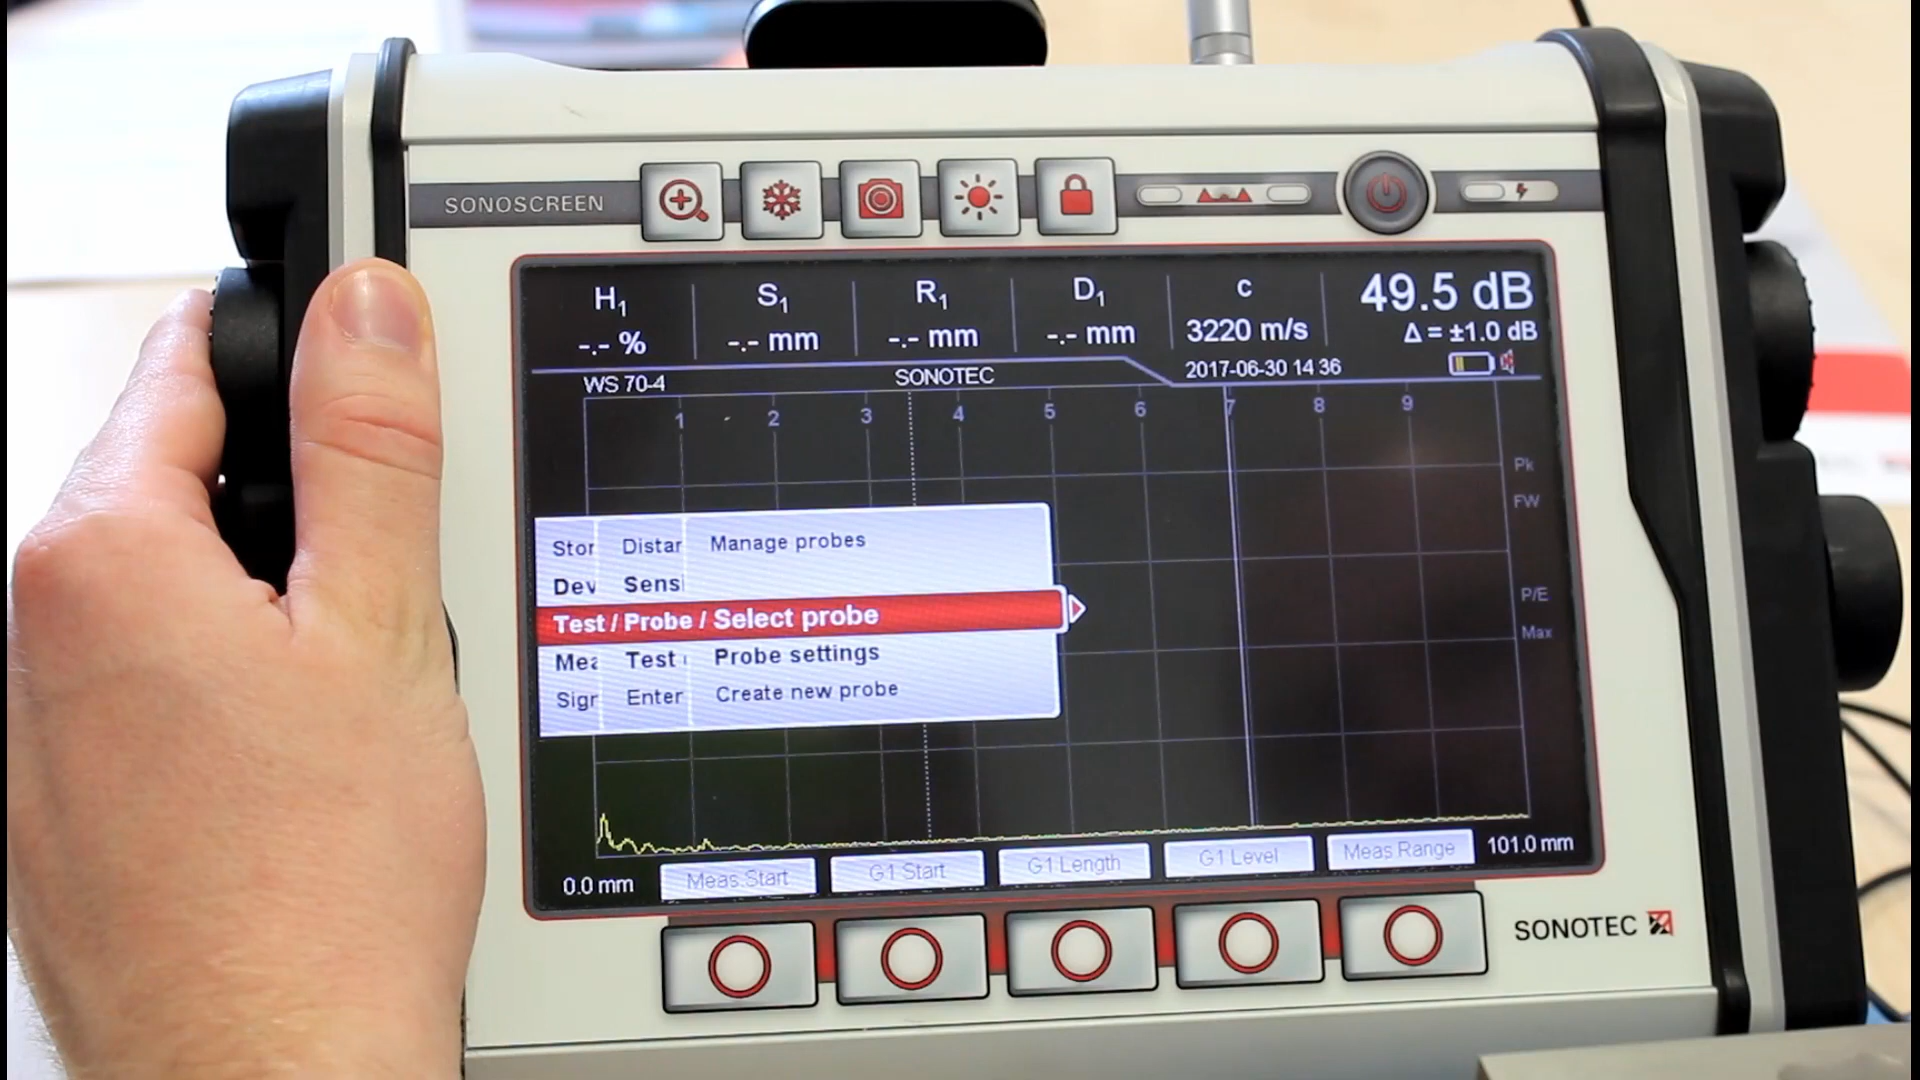 SONOSCREEN
H1 S1 R1 D1 c 49.5 dB
-.- % -.- mm -.- mm -.- mm 3220 m/s Δ = ±1.0 dB
WS 70-4 SONOTEC 2017-06-30 14 36
1 2 3 4 5 6 7 8 9
Pk
FW
P/E
Max
Stor Distar Manage probes
Dev Sens
Test / Probe / Select probe
Mea Test Probe settings
Sigr Enter Create new probe
0.0 mm Meas.Start G1 Start G1 Length G1 Level Meas.Range 101.0 mm
SONOTEC